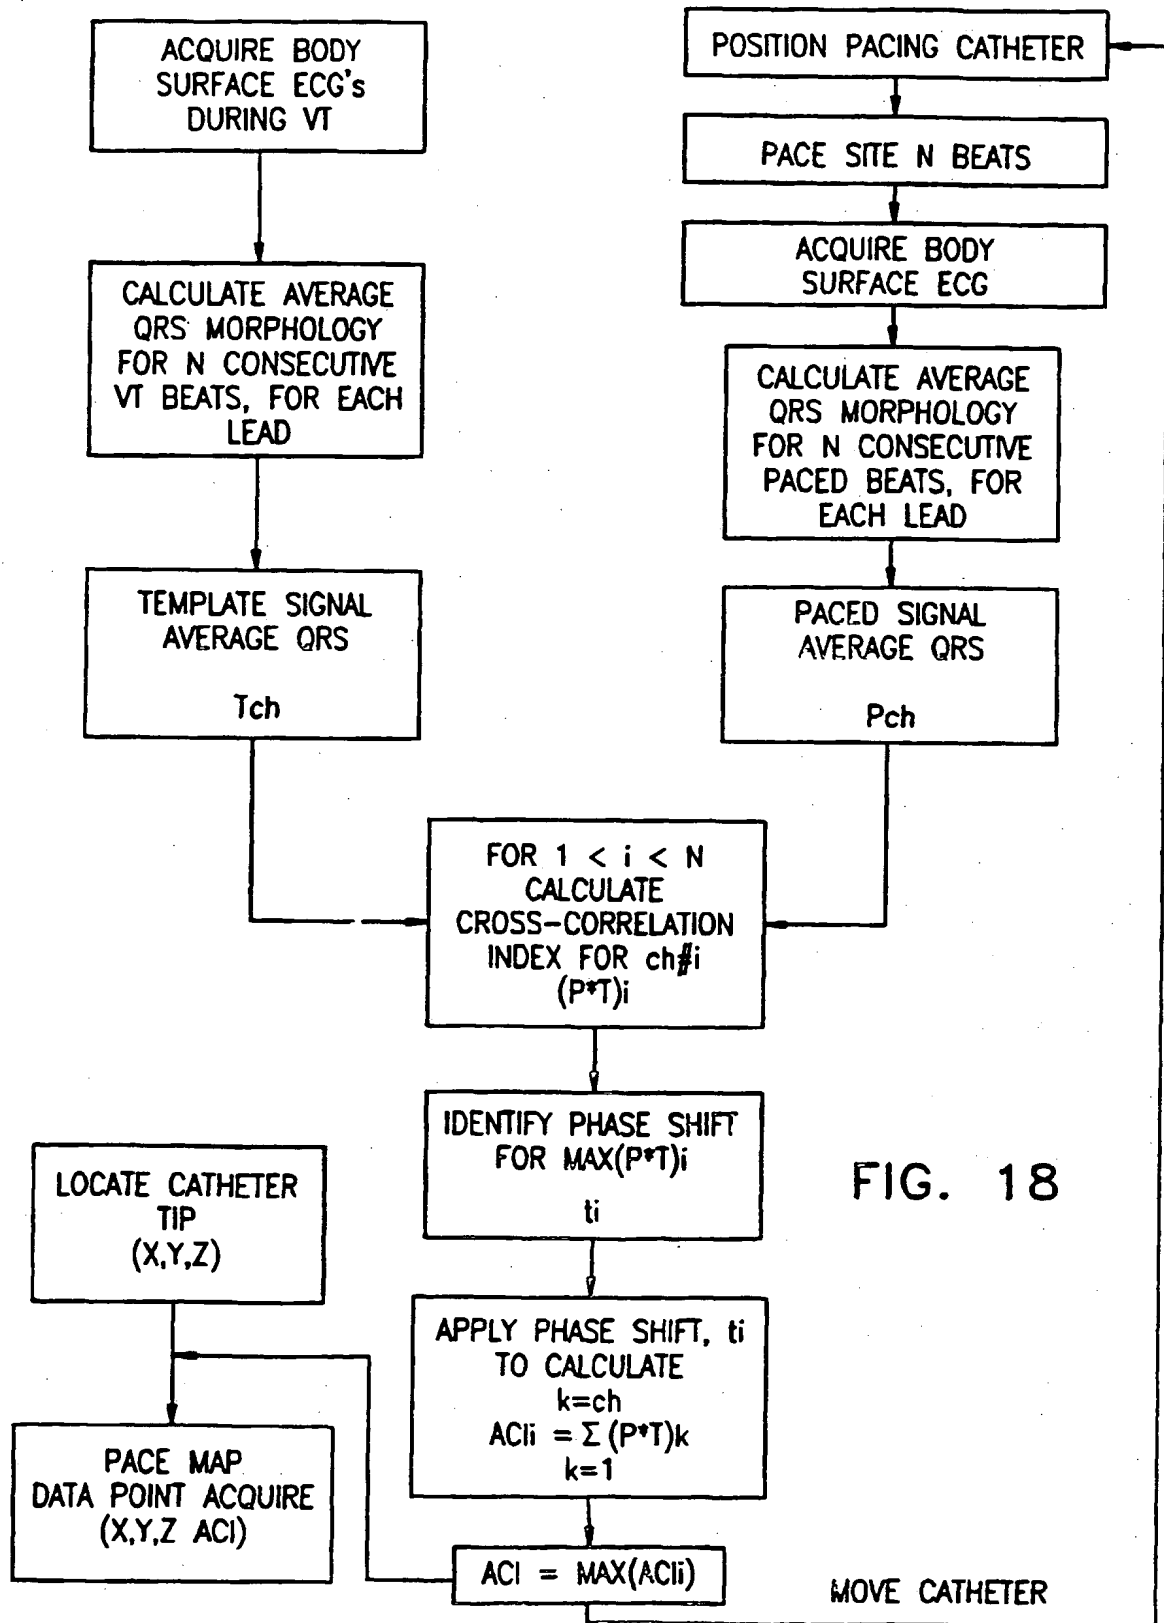 ACQUIRE BODY
SURFACE ECG's
DURING VT
CALCULATE AVERAGE
QRS MORPHOLOGY
FOR N CONSECUTIVE
VT BEATS, FOR EACH
LEAD
TEMPLATE SIGNAL
AVERAGE QRS
Tch
POSITION PACING CATHETER
PACE SITE N BEATS
ACQUIRE BODY
SURFACE ECG
CALCULATE AVERAGE
QRS MORPHOLOGY
FOR N CONSECUTIVE
PACED BEATS, FOR
EACH LEAD
PACED SIGNAL
AVERAGE QRS
Pch
FOR 1 < i < N
CALCULATE
CROSS-CORRELATION
INDEX FOR ch#i
(P*T)i
IDENTIFY PHASE SHIFT
FOR MAX(P*T)i
ti
APPLY PHASE SHIFT, ti
TO CALCULATE
k=ch
ACIi = Σ (P*T)k
k=1
ACI = MAX(ACIi)
LOCATE CATHETER
TIP
(X,Y,Z)
PACE MAP
DATA POINT ACQUIRE
(X,Y,Z ACI)
MOVE CATHETER
FIG. 18